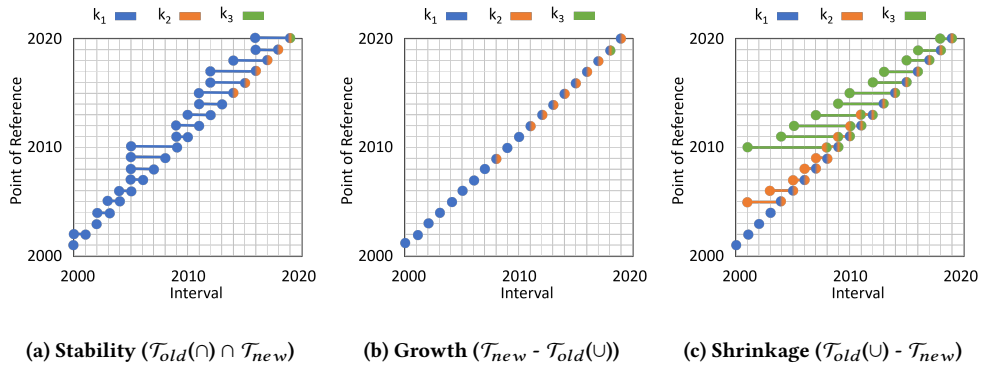 k₁ k₂ k₃
2020
2010
2000
Point of Reference
2000 2010 2020
Interval
(a) Stability (𝒯old(∩) ∩ 𝒯new)
k₁ k₂ k₃
2020
2010
2000
Point of Reference
2000 2010 2020
Interval
(b) Growth (𝒯new - 𝒯old(∪))
k₁ k₂ k₃
2020
2010
2000
Point of Reference
2000 2010 2020
Interval
(c) Shrinkage (𝒯old(∪) - 𝒯new)